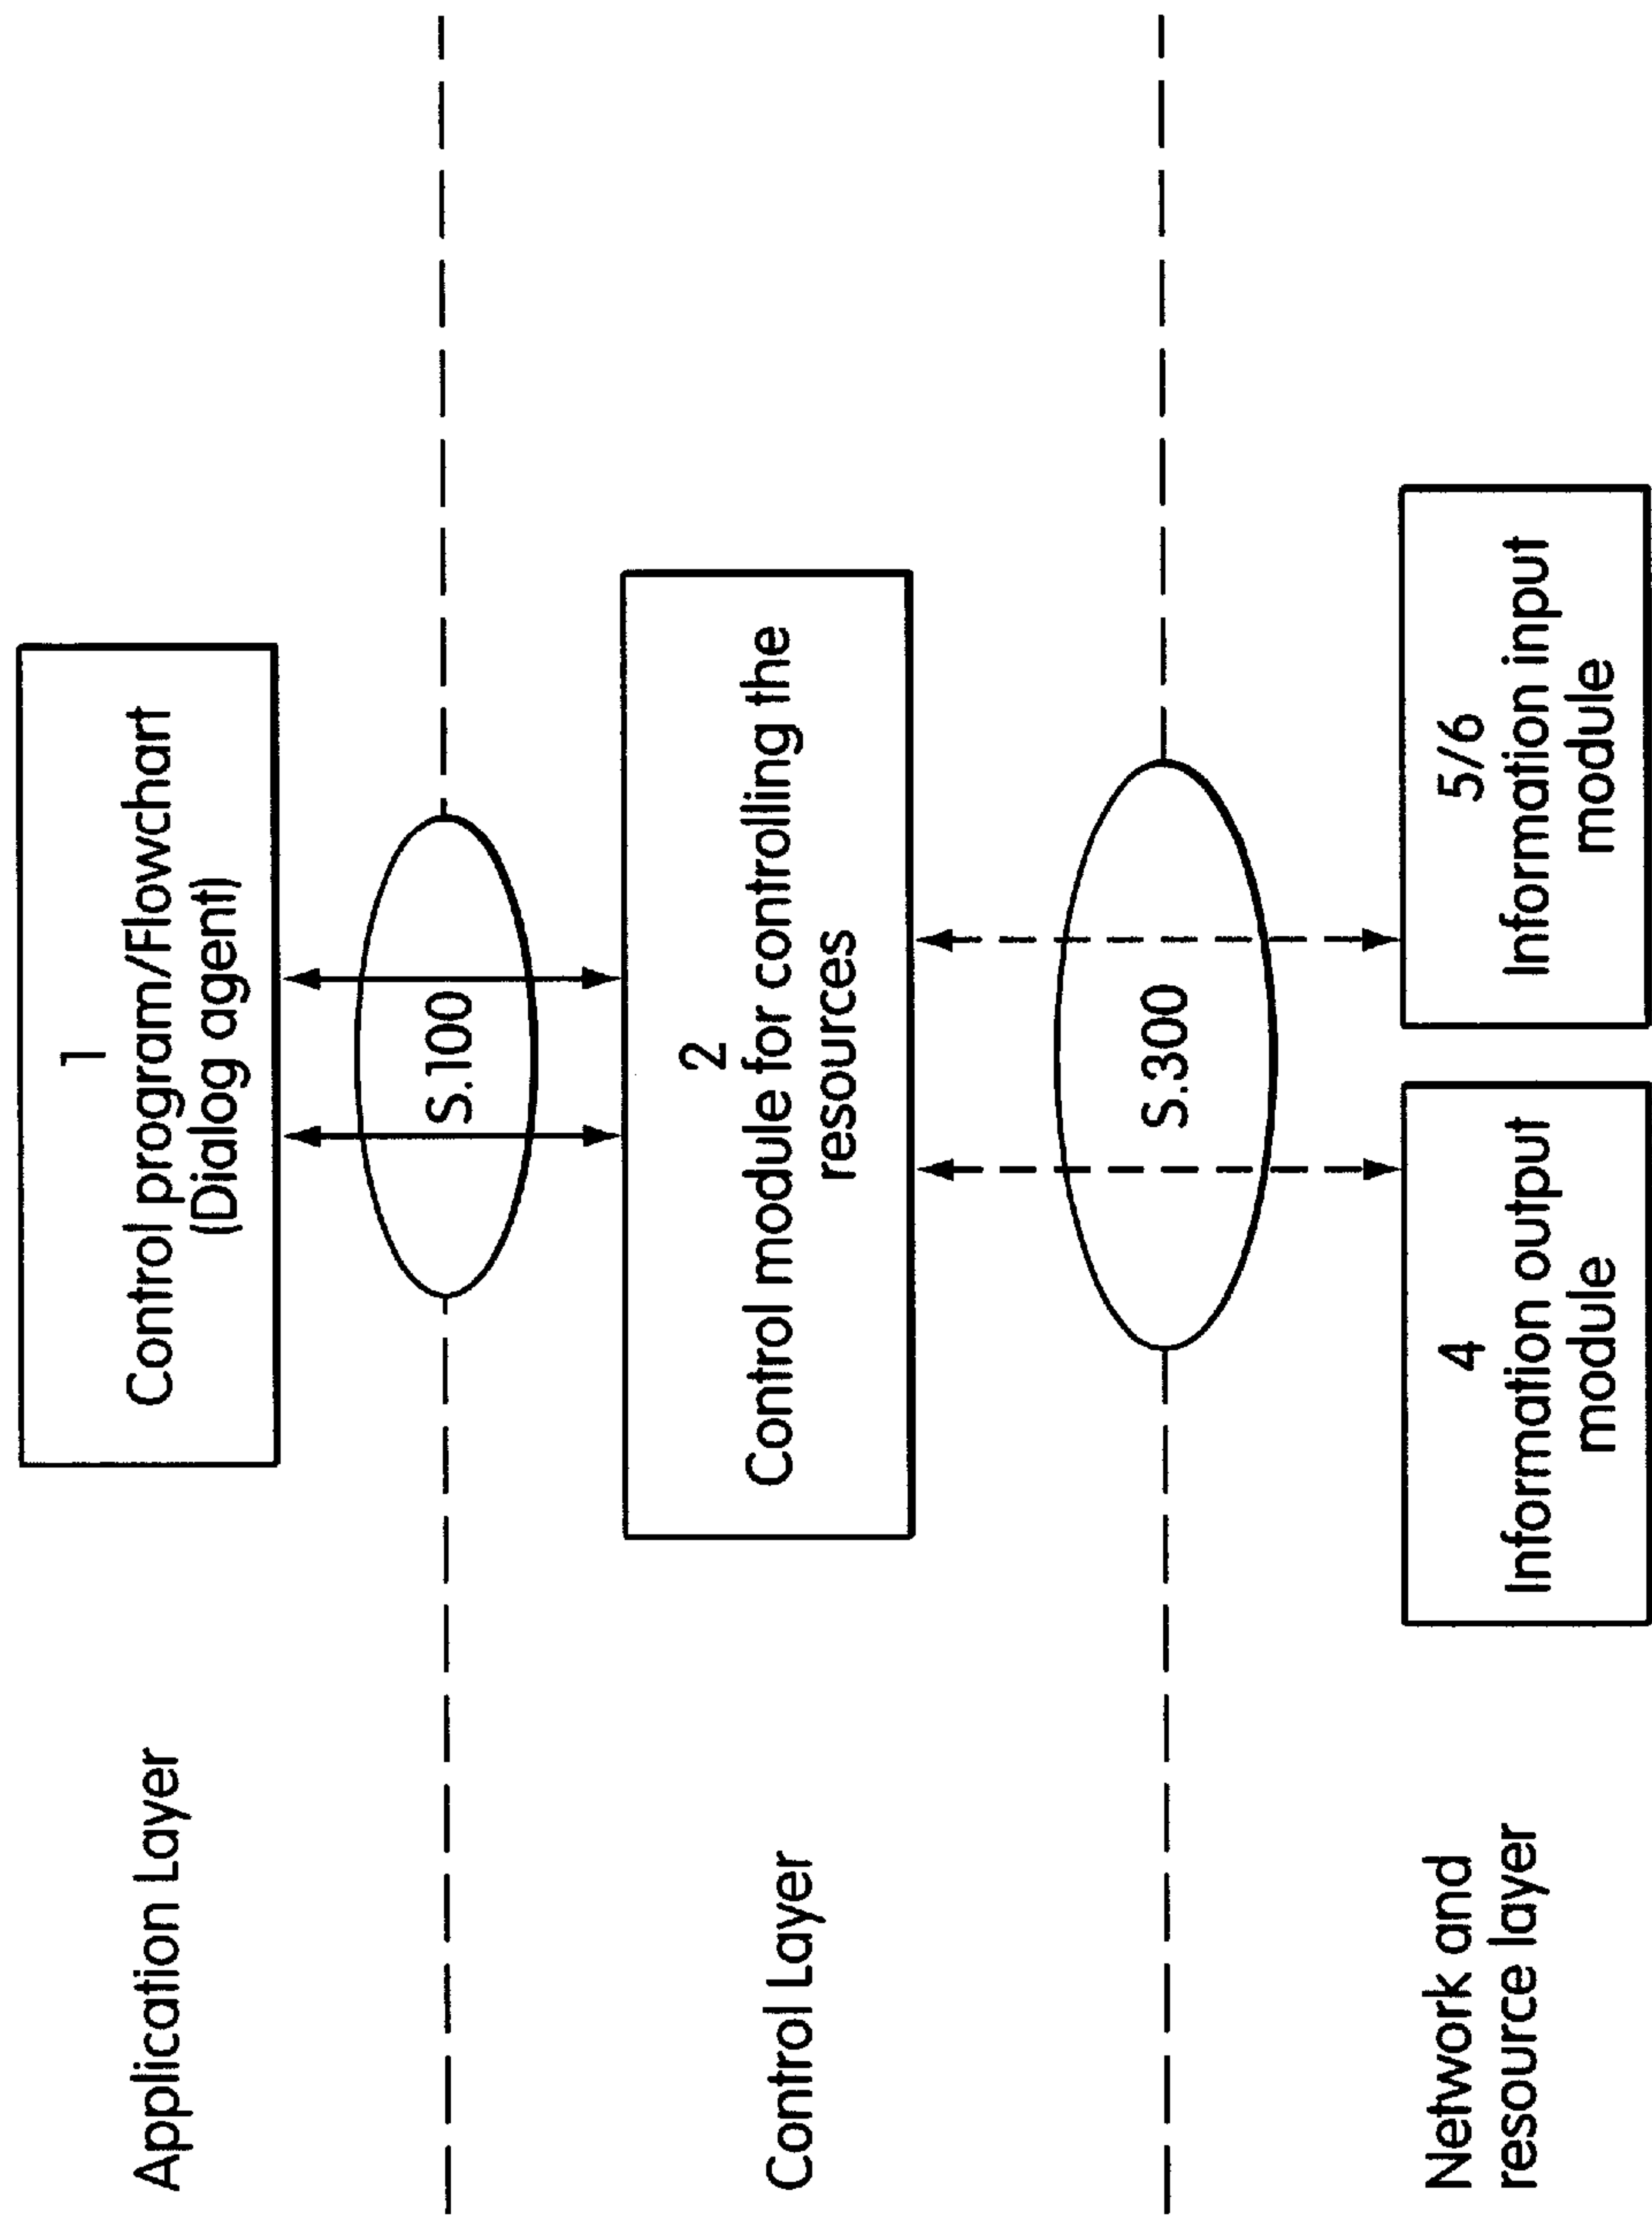 Application Layer
1
Control program/Flowchart
(Dialog agent)
S.100
Control Layer
2
Control module for controlling the
resources
S.300
Network and
resource layer
4
Information output
module
5/6
Information input
module